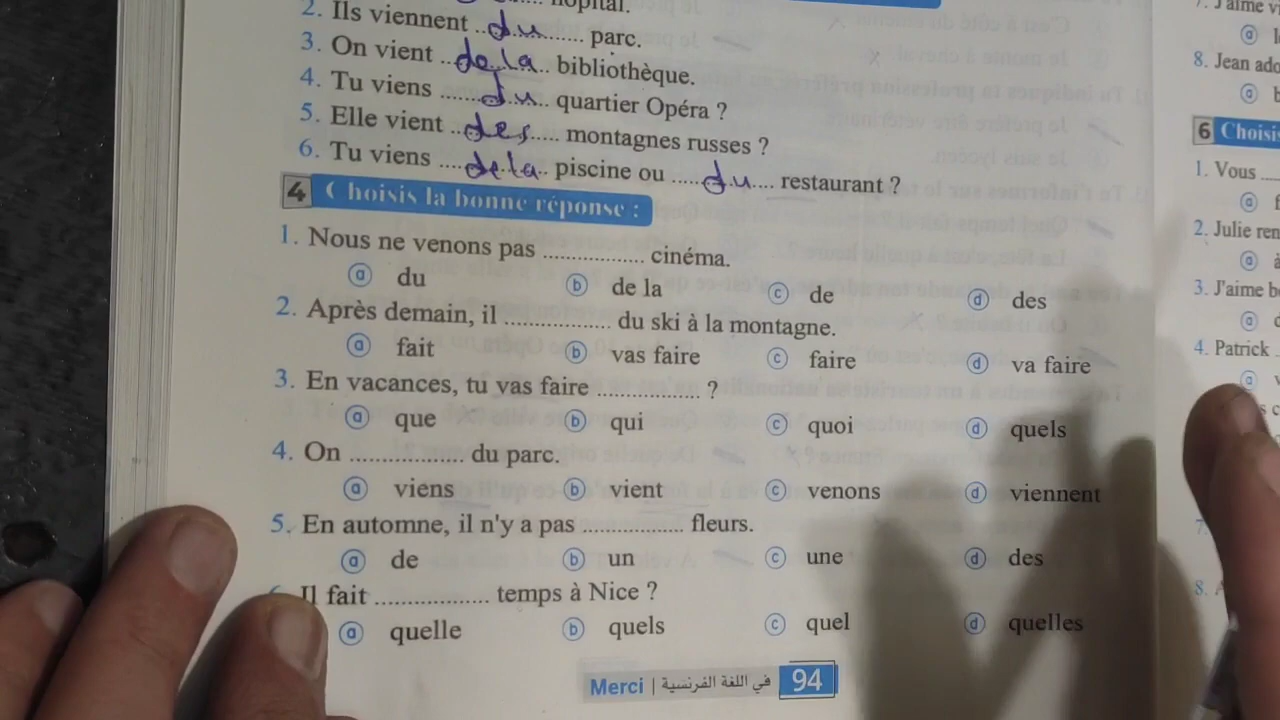 hôpital.
2. Ils viennent ..du.......... parc.
3. On vient ..de la.. bibliothèque.
4. Tu viens .......du... quartier Opéra ?
5. Elle vient ..des..... montagnes russes ?
6. Tu viens ....de la.. piscine ou .....du.... restaurant ?
4 Choisis la bonne réponse :
1. Nous ne venons pas .................. cinéma.
a du b de la c de d des
2. Après demain, il .................. du ski à la montagne.
a fait b vas faire c faire d va faire
3. En vacances, tu vas faire .................. ?
a que b qui c quoi d quels
4. On .................. du parc.
a viens b vient c venons d viennent
5. En automne, il n'y a pas .................. fleurs.
a de b un c une d des
Il fait .................. temps à Nice ?
a quelle b quels c quel d quelles
Merci | في اللغة الفرنسية 94
7. J'aime
a
8. Jean
a
6 Choisis
1. Vous
a
2. Julie
a à
3. J'aime
a
4. Patrick
a
8.